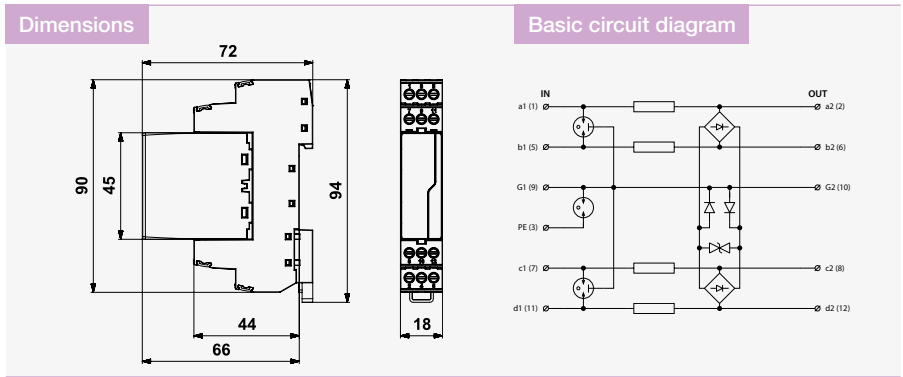 Dimensions
Basic circuit diagram
72
90
45
94
44
66
18
IN
OUT
a1 (1)
a2 (2)
b1 (5)
b2 (6)
G1 (9)
G2 (10)
PE (3)
c1 (7)
c2 (8)
d1 (11)
d2 (12)